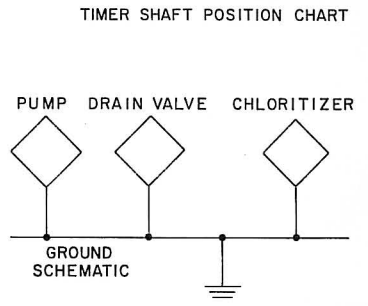 TIMER SHAFT POSITION CHART
PUMP DRAIN VALVE CHLORITIZER
GROUND
SCHEMATIC